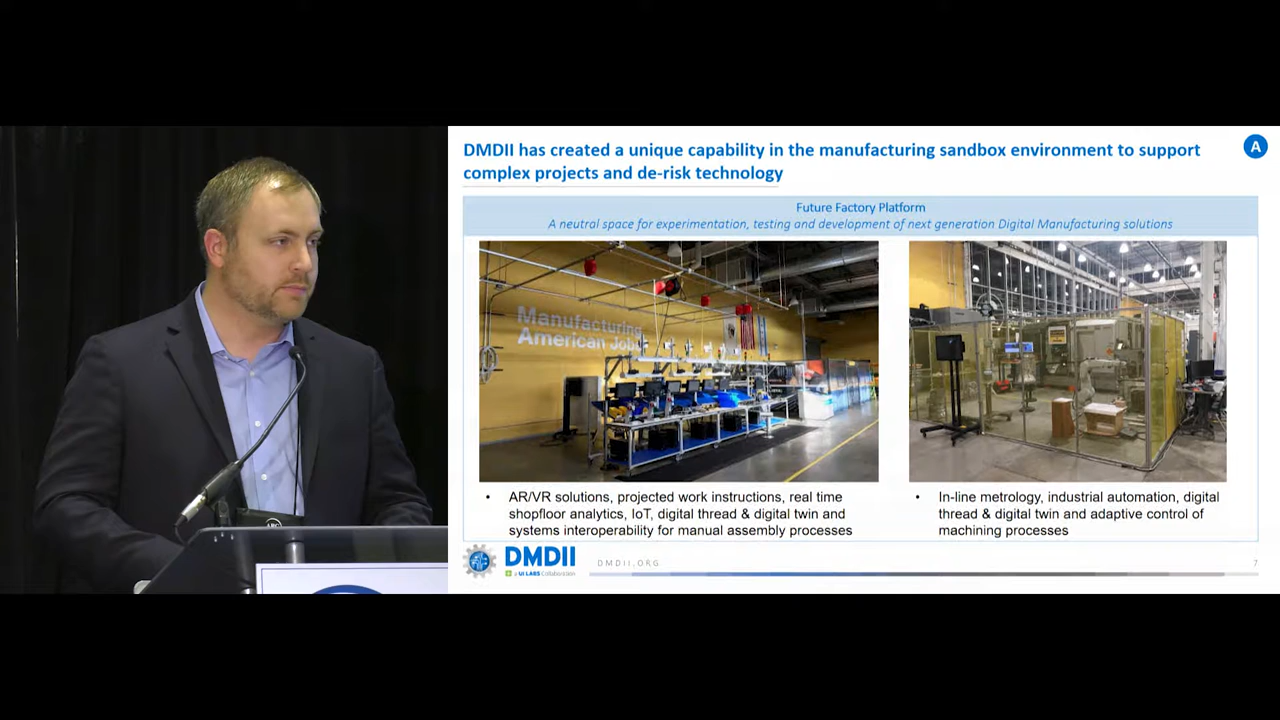 DMDII has created a unique capability in the manufacturing sandbox environment to support
complex projects and de-risk technology
A
Future Factory Platform
A neutral space for experimentation, testing and development of next generation Digital Manufacturing solutions
Manufacturing
American Jobs
• AR/VR solutions, projected work instructions, real time
shopfloor analytics, IoT, digital thread & digital twin and
systems interoperability for manual assembly processes
• In-line metrology, industrial automation, digital
thread & digital twin and adaptive control of
machining processes
DMDII
a UI LABS Collaboration
DMDII.ORG
7